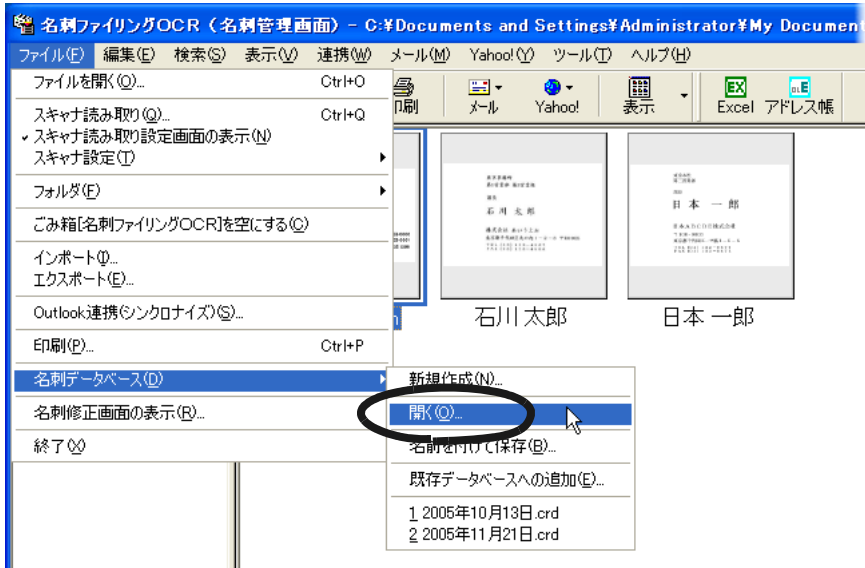 名刺ファイリングOCR（名刺管理画面）- C:¥Documents and Settings¥Administrator¥My Documen
ファイル(F) 編集(E) 検索(S) 表示(V) 連携(W) メール(M) Yahoo!(Y) ツール(T) ヘルプ(H)
印刷 メール Yahoo! 表示 Excel アドレス帳
ファイルを開く(O)... Ctrl+O
スキャナ読み取り(Q)... Ctrl+Q
スキャナ読み取り設定画面の表示(N)
スキャナ設定(T)
フォルダ(F)
ごみ箱[名刺ファイリングOCR]を空にする(C)
インポート(I)...
エクスポート(E)...
Outlook連携(シンクロナイズ)(S)...
印刷(P)... Ctrl+P
名刺データベース(D)
名刺修正画面の表示(R)...
終了(X)
石川 太郎
日本 一郎
石川 太郎
日本 一郎
新規作成(N)...
開く(O)...
名前を付けて保存(B)...
既存データベースへの追加(E)...
1 2005年10月13日.crd
2 2005年11月21日.crd